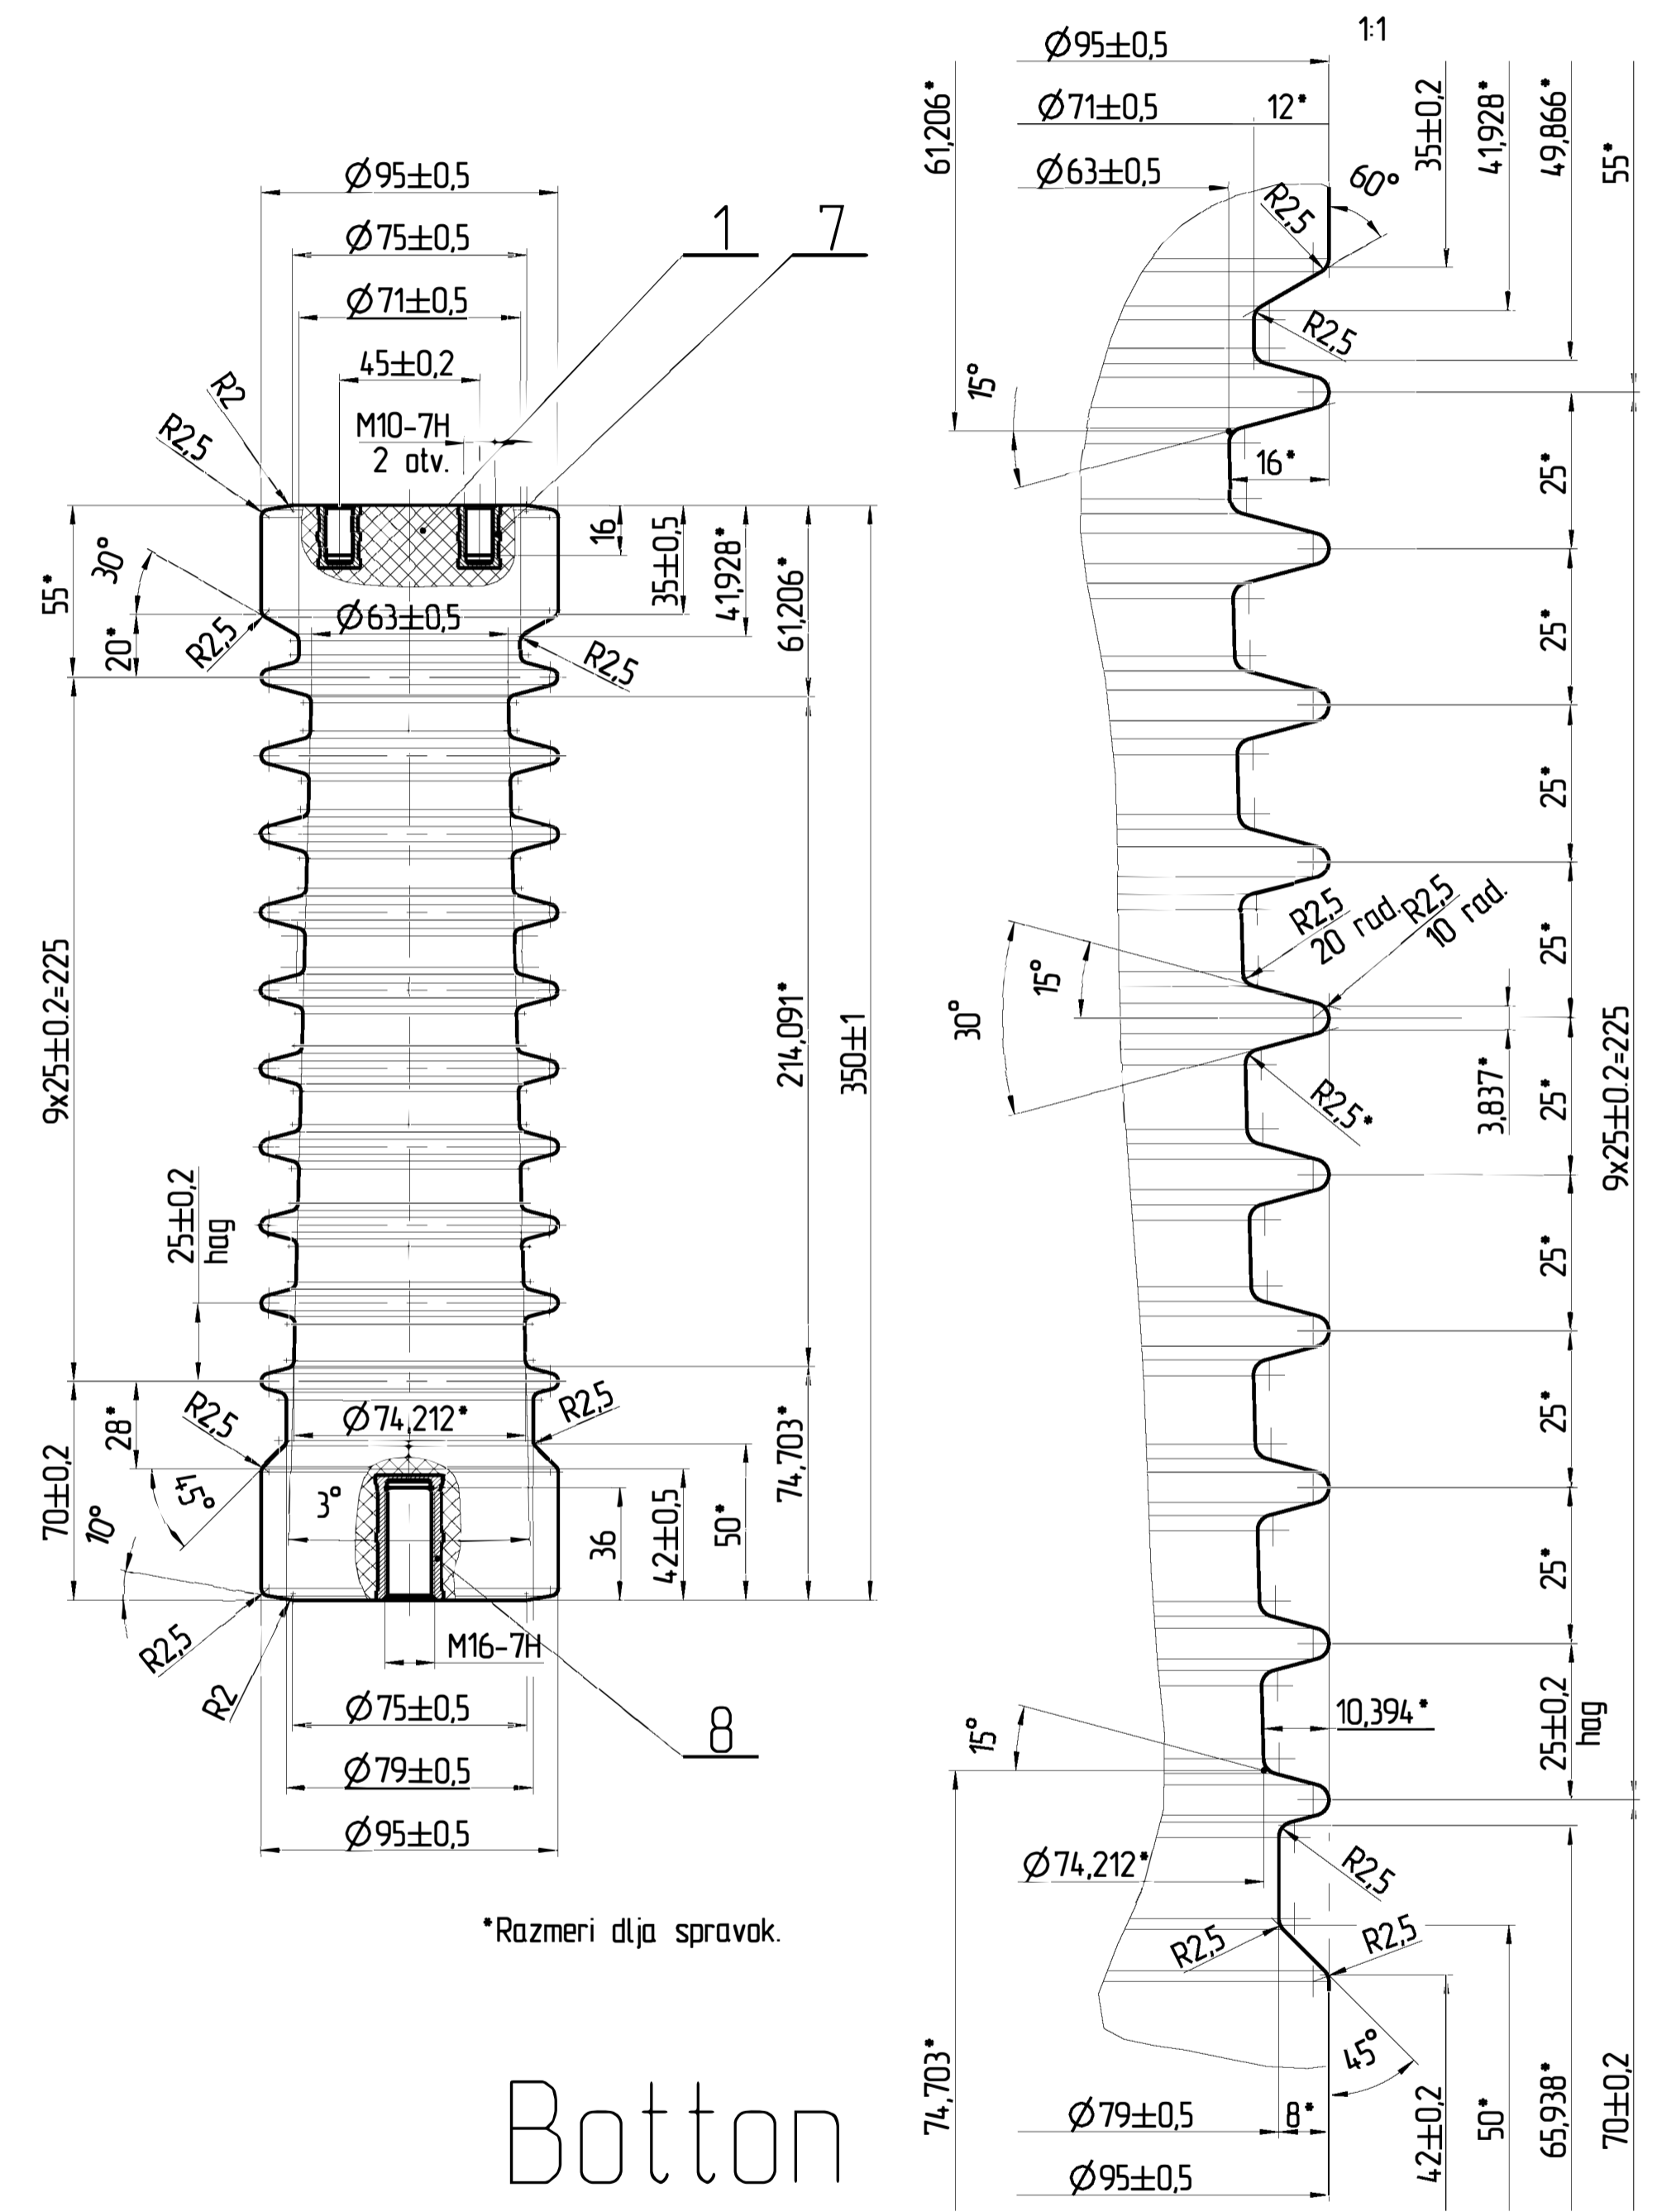 Ø95±0,5
Ø75±0,5
Ø71±0,5
45±0,2
M10-7H
2 otv.
1
7
R2
R2,5
55*
30°
20*
R2,5
Ø63±0,5
16
35±0,5
41,928*
61,206*
R2,5
9x25±0.2=225
214,091*
350±1
25±0,2
hag
70±0,2
28*
R2,5
45°
10°
Ø74,212*
R2,5
3°
36
42±0,5
50*
74,703*
R2,5
R2
M16-7H
8
Ø75±0,5
Ø79±0,5
Ø95±0,5
*Razmeri dlja spravok.
Botton
1:1
Ø95±0,5
Ø71±0,5
12*
Ø63±0,5
61,206*
35±0,2
41,928*
49,866*
55*
60°
R2,5
R2,5
15°
16*
25*
25*
25*
25*
R2,5
20 rad.
R2,5
10 rad.
15°
30°
R2,5*
3,837*
25*
9x25±0.2=225
25*
25*
25*
25±0,2
hag
10,394*
15°
Ø74,212*
R2,5
R2,5
R2,5
45°
74,703*
Ø79±0,5
8*
Ø95±0,5
42±0,2
50*
65,938*
70±0,2